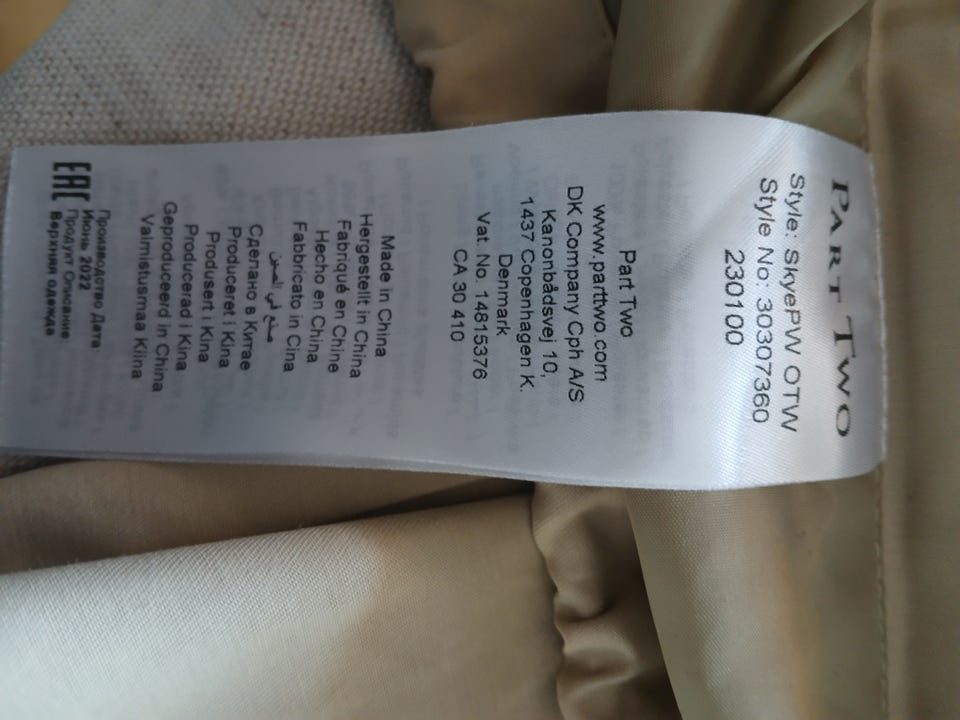 PART TWO
Style: SkyePW OTW
Style No: 30307360
230100
Part Two
www.partwo.com
DK Company Cph A/S
Kanonbådsvej 10,
1437 Copenhagen K.
Denmark
Vat. No. 14815376
CA 30 410
Made in China
Hergestellt in China
Fabriqué en Chine
Hecho en China
Fabbricato in Cina
صنع في الصين
Сделано в Китае
Produceret i Kina
Produsert i Kina
Producerad i Kina
Geproduceerd in China
Valmistusmaa Kiina
Производство Дата
Июнь 2022
Продукт Описание
Верхняя одежда
EAC